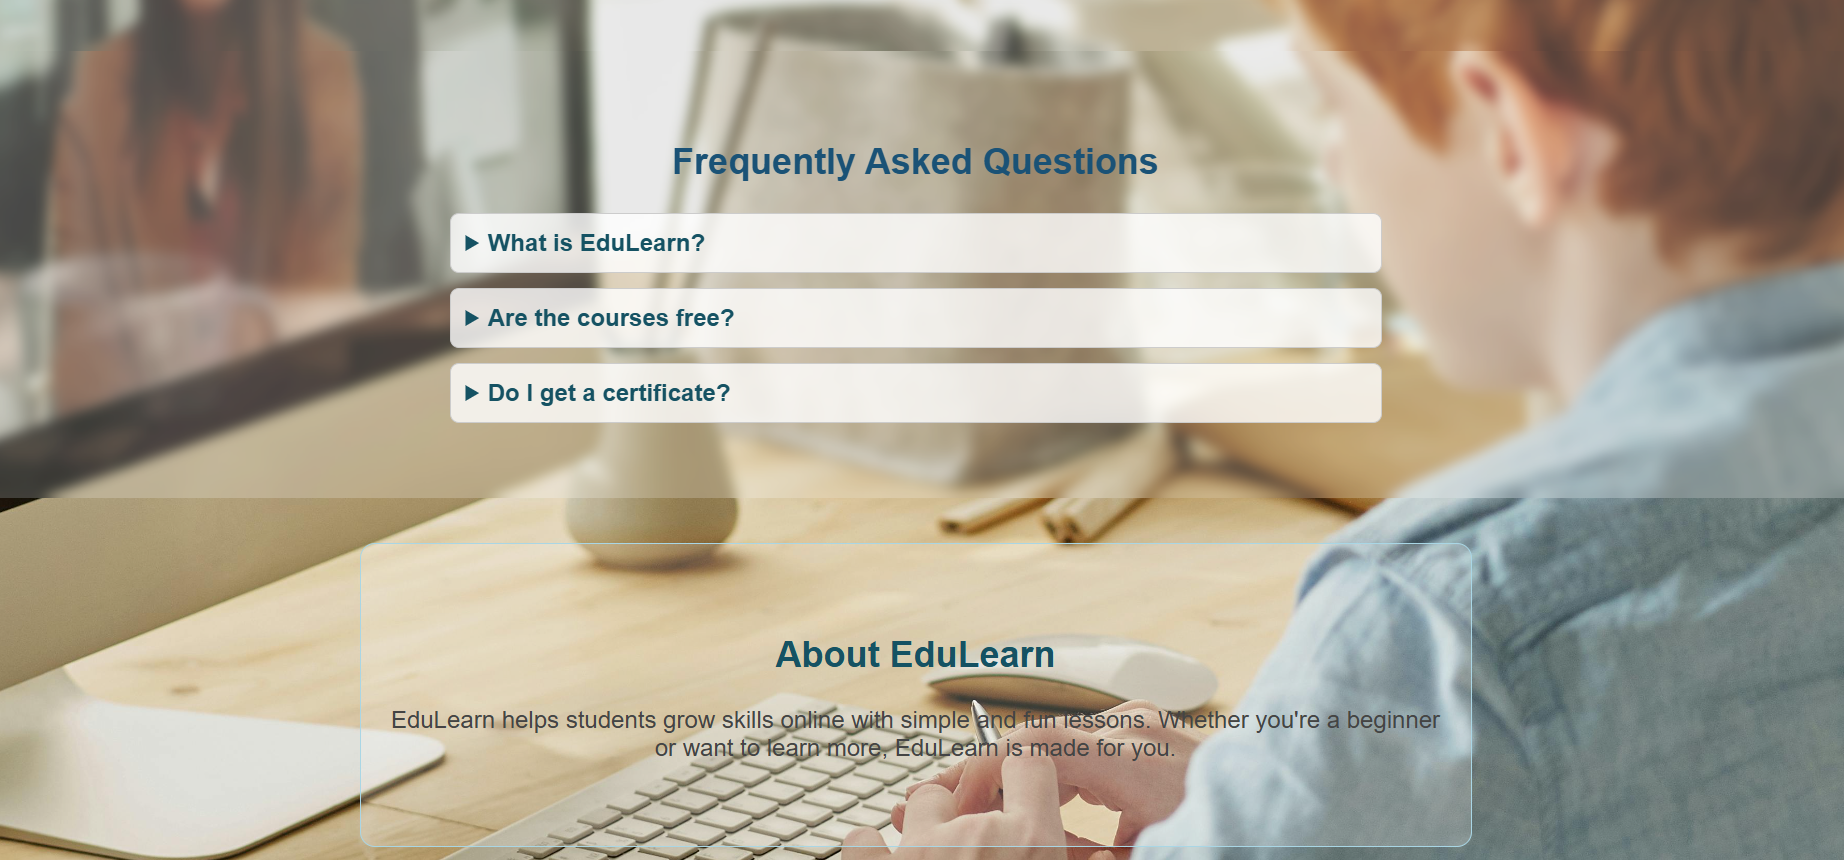 Frequently Asked Questions
What is EduLearn?
Are the courses free?
Do I get a certificate?
About EduLearn
EduLearn helps students grow skills online with simple and fun lessons. Whether you're a beginner
or want to learn more, EduLearn is made for you.